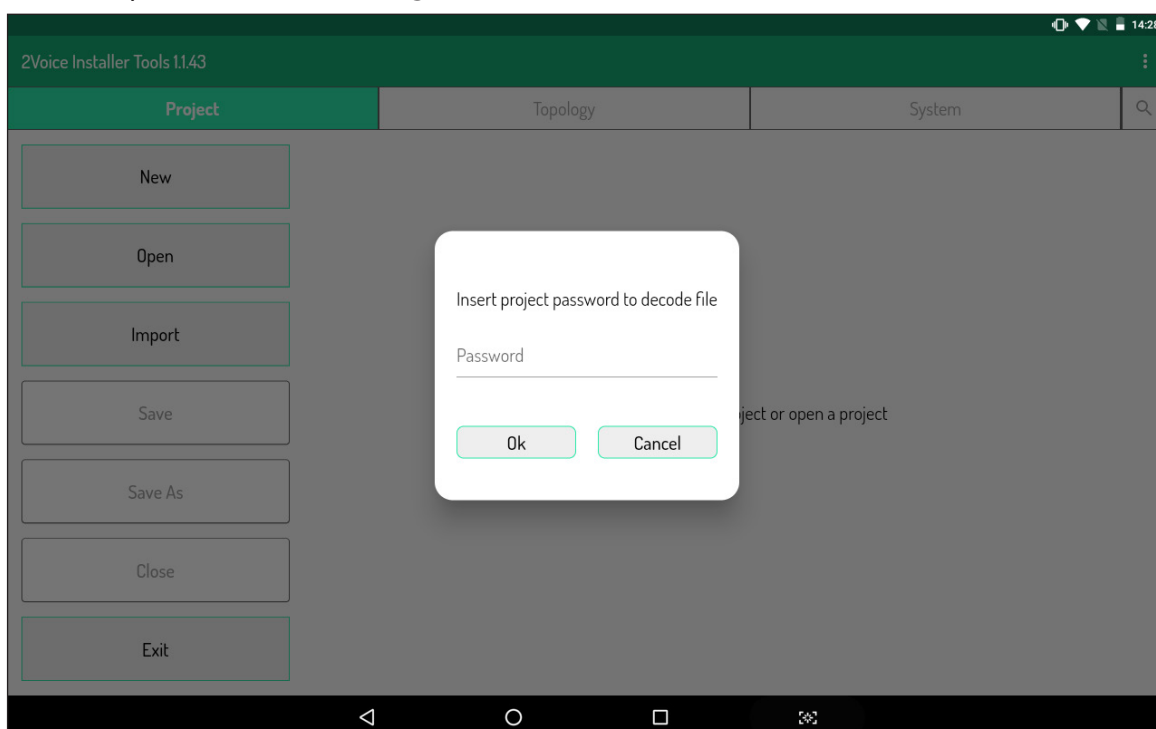 14:28
2Voice Installer Tools 1.1.43
Project
Topology
System
New
Open
Import
Save
Save As
Close
Exit
Insert project password to decode file
Password
Ok
Cancel
ject or open a project